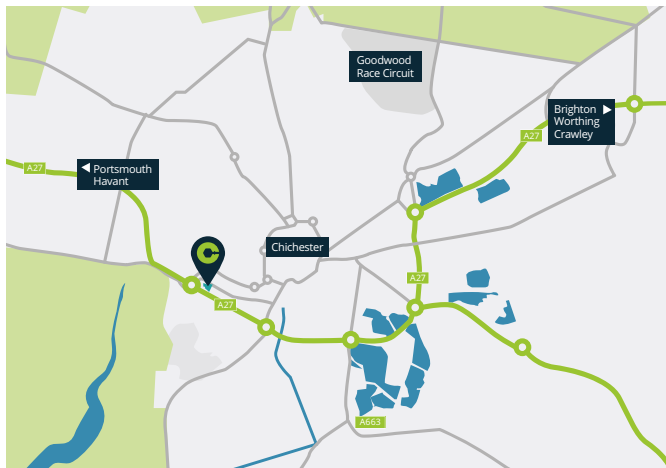 Goodwood
Race Circuit
Brighton
Worthing
Crawley
A27
A27
Portsmouth
Havant
Chichester
A27
A27
A663